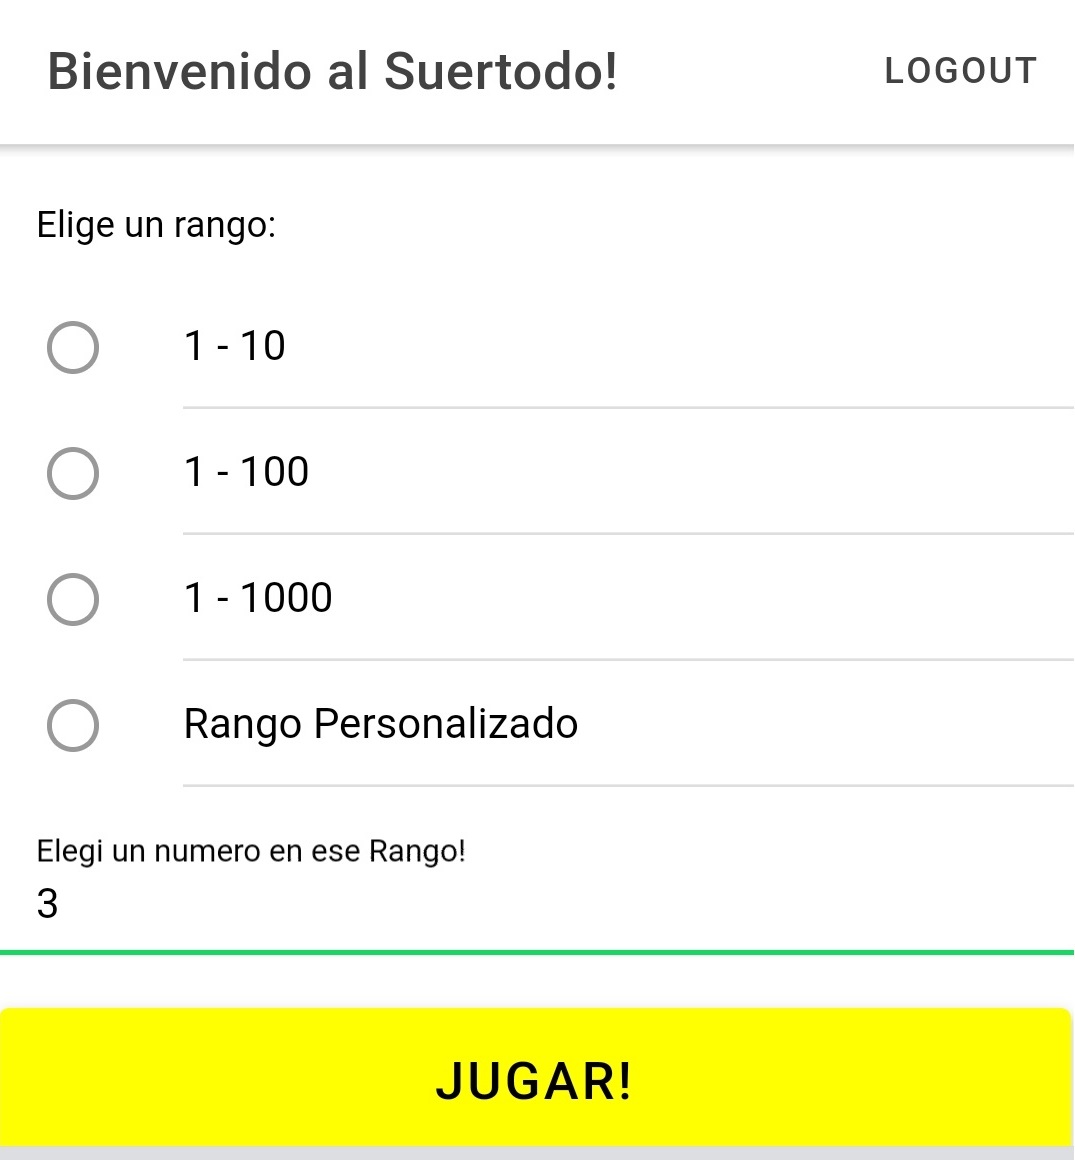 Bienvenido al Suertodo!
LOGOUT
Elige un rango:
1 - 10
1 - 100
1 - 1000
Rango Personalizado
Elegi un numero en ese Rango!
3
JUGAR!